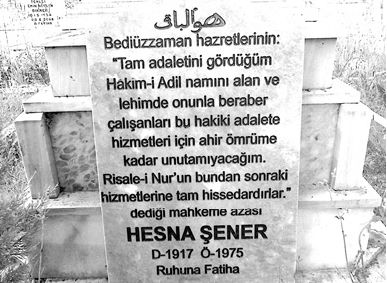 هو الباقى
Bediüzzaman hazretlerinin:
"Tam adaletini gördüğüm
Hakim-i Adil namını alan ve
lehimde onunla beraber
çalışanları bu hakiki adalete
hizmetleri için ahir ömrüme
kadar unutamıyacağım.
Risale-i Nur'un bundan sonraki
hizmetlerine tam hissedardırlar."
dediği mahkeme azası
HESNA ŞENER
D-1917 Ö-1975
Ruhuna Fatiha